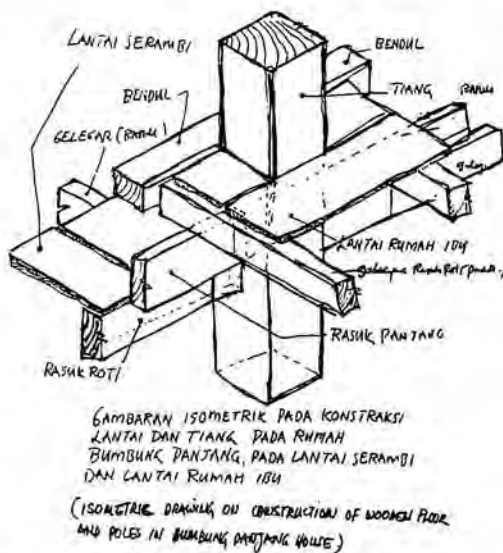 LANTAI SERAMBI
BENDUL
BENDUL
TIANG
GELEGAR (BARULI)
LANTAI RUMAH IBU
RASUK PANJANG
RASUK ROTI
GAMBARAN ISOMETRIK PADA KONSTRAKSI
LANTAI DAN TIANG PADA RUMAH
BUMBUNG PANJANG, PADA LANTAI SERAMBI
DAN LANTAI RUMAH IBU
(ISOMETRIC DRAWING ON CONSTRUCTION OF WOODEN FLOOR
AND POLES IN BUMBUNG PANJANG HOUSE)